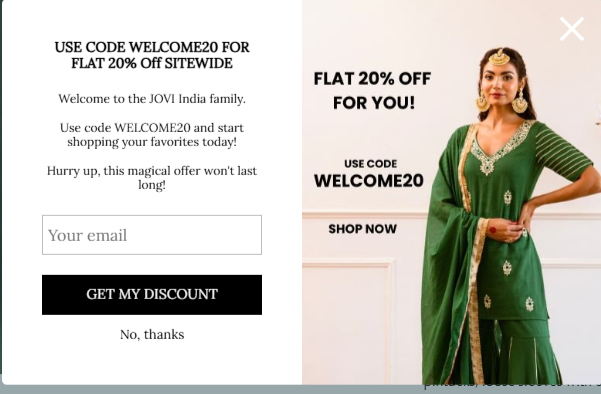 USE CODE WELCOME20 FOR
FLAT 20% Off SITEWIDE
Welcome to the JOVI India family.
Use code WELCOME20 and start
shopping your favorites today!
Hurry up, this magical offer won't last
long!
Your email
GET MY DISCOUNT
No, thanks
FLAT 20% OFF
FOR YOU!
USE CODE
WELCOME20
SHOP NOW